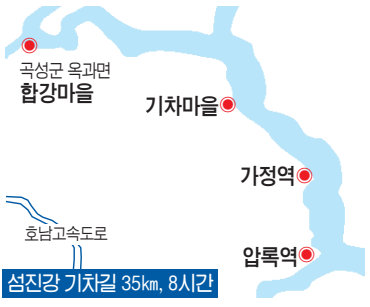 곡성군 옥과면
합강마을
기차마을
가정역
호남고속도로
압록역
섬진강 기차길 35㎞, 8시간